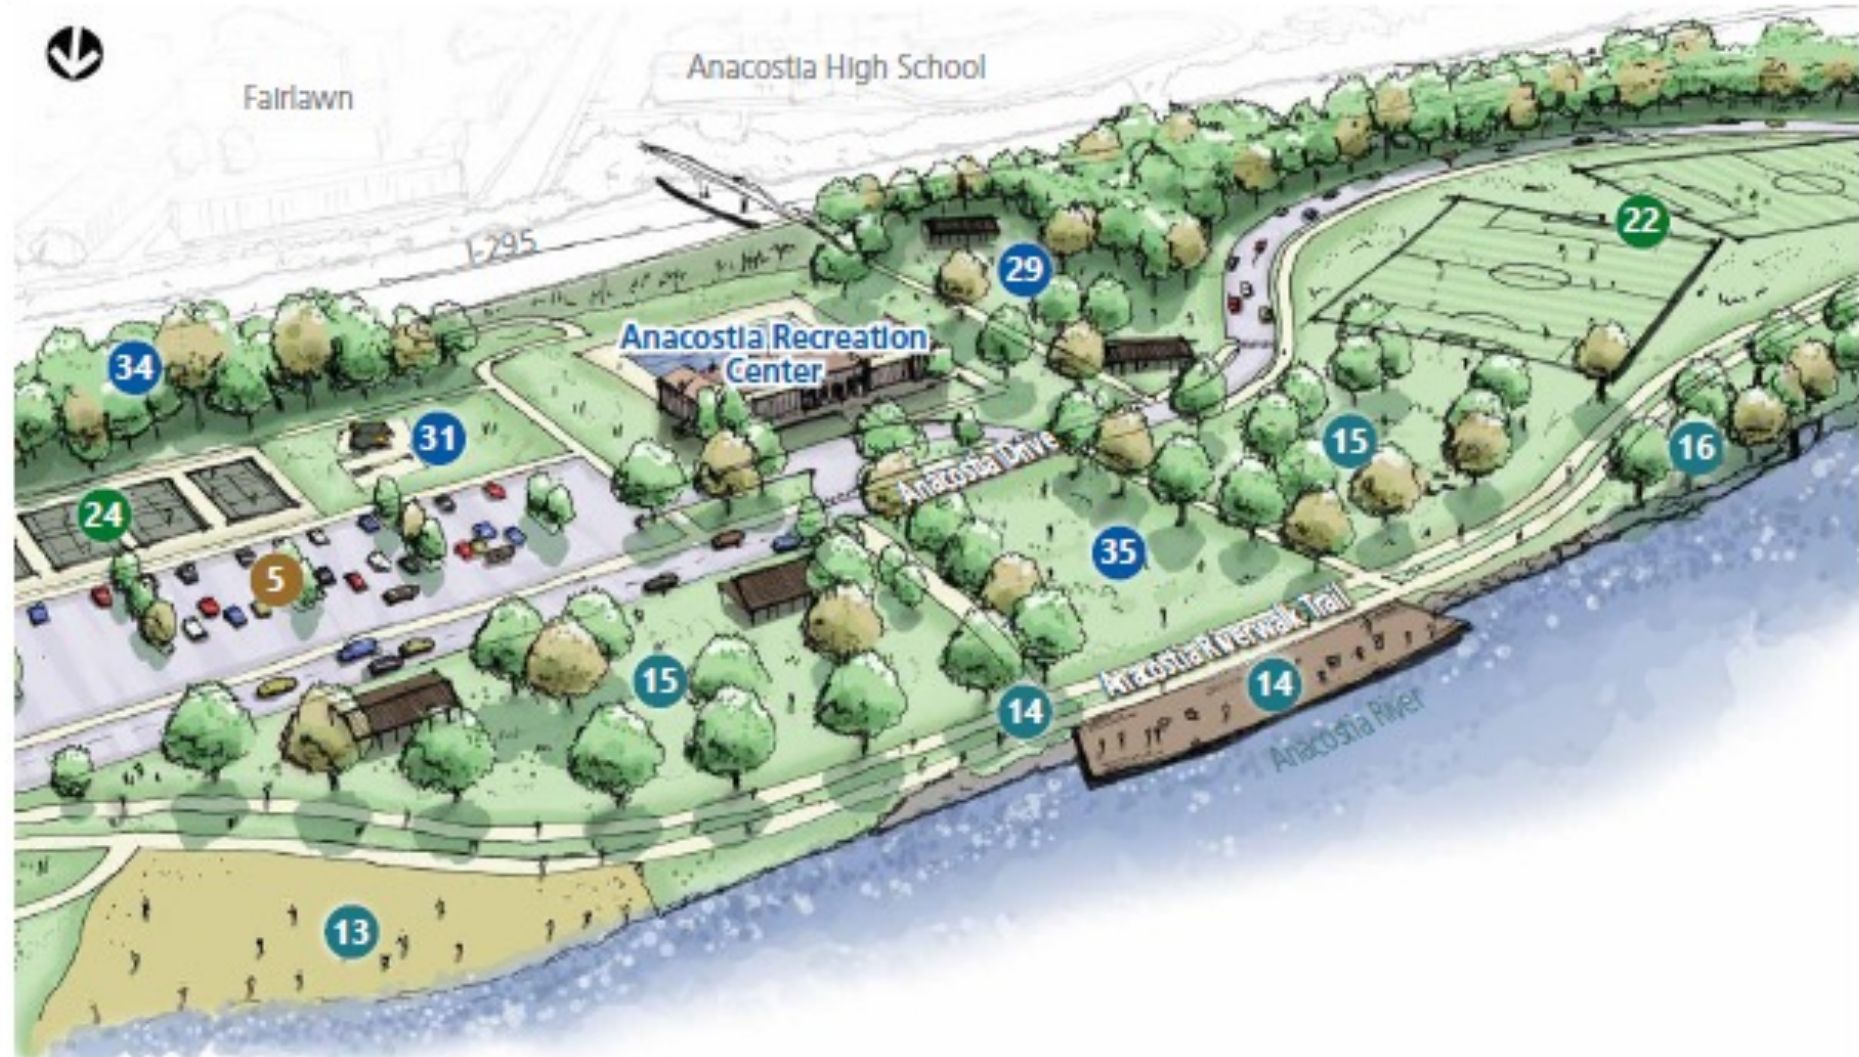 Fairlawn
Anacostia High School
I-295
22
29
34
Anacostia Recreation
Center
31
15
16
Anacostia Drive
24
35
5
Anacostia Riverwalk Trail
15
14
14
Anacostia River
13